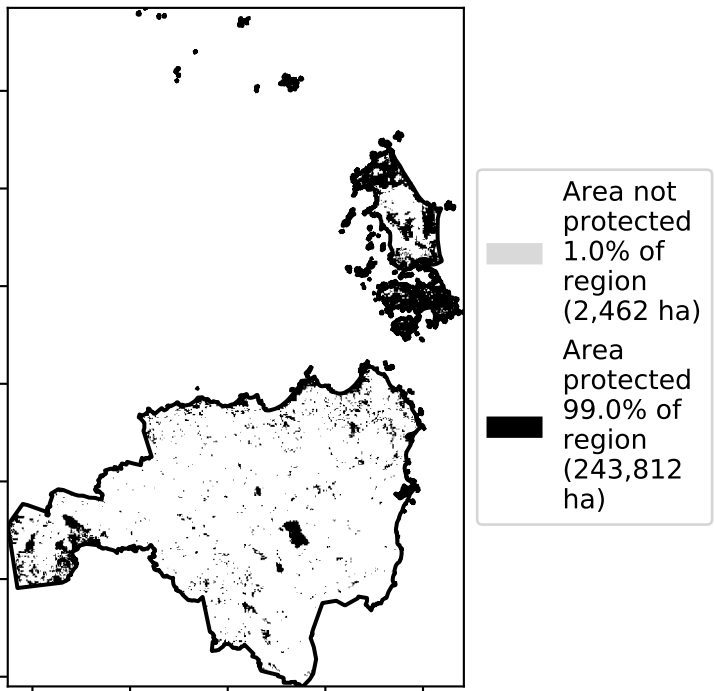 Area not
protected
1.0% of
region
(2,462 ha)
Area
protected
99.0% of
region
(243,812
ha)